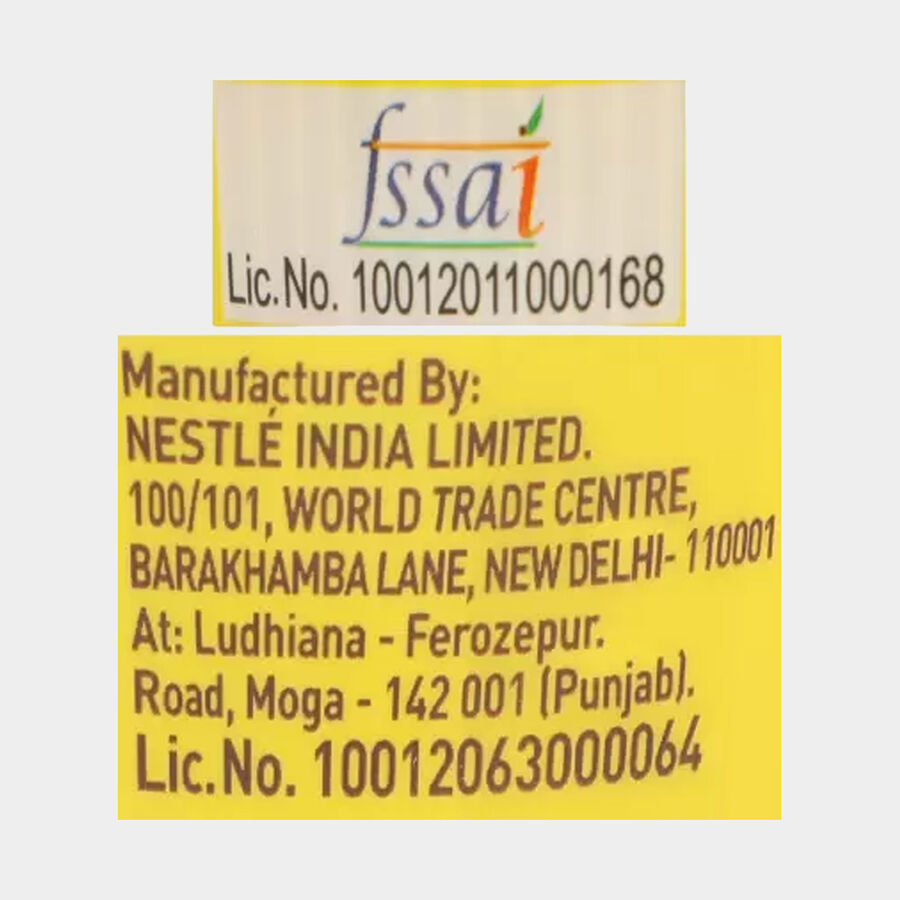 fssai
Lic.No. 10012011000168
Manufactured By:
NESTLÉ INDIA LIMITED.
100/101, WORLD TRADE CENTRE,
BARAKHAMBA LANE, NEW DELHI- 110001
At: Ludhiana - Ferozepur.
Road, Moga - 142 001 (Punjab).
Lic.No. 10012063000064